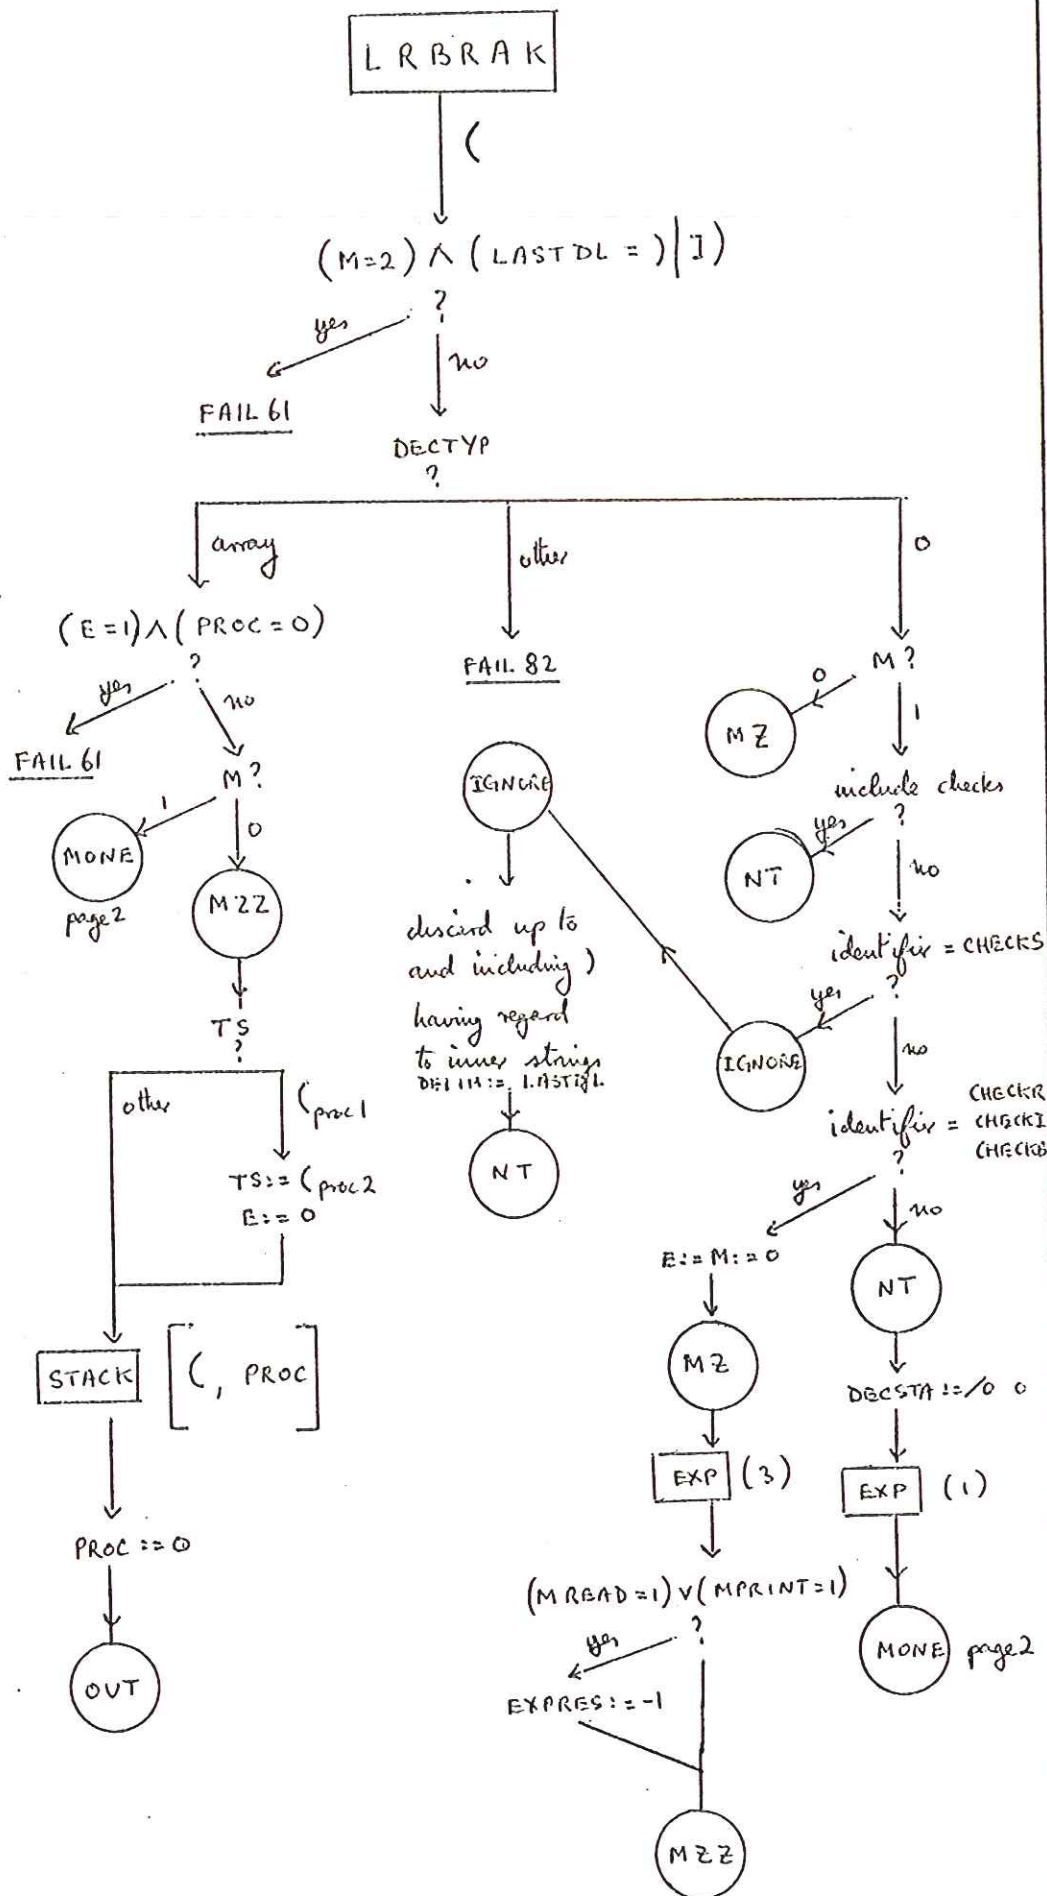 LRBRAK
(
(M=2) ∧ (LASTDL = )|])
?
yes
no
FAIL 61
DECTYP
?
array
other
0
(E=1)∧(PROC=0)
?
yes
no
FAIL 61
M?
1
0
MONE
page 2
MZZ
TS
?
other
(proc1
TS:=(proc2
E:=0
STACK
[(, PROC]
PROC:=0
OUT
FAIL 82
IGNORE
discard up to
and including )
having regard
to inner strings
DELIM:= LASTDL
NT
M?
0
MZ
1
include checks
?
yes
NT
no
identifier = CHECKS
?
yes
IGNORE
no
CHECKR
identifier = CHECKI
CHECKB
?
yes
no
E:=M:=0
MZ
EXP (3)
(MREAD=1)∨(MPRINT=1)
?
yes
EXPRES:=-1
MZZ
NT
DECSTA:=/0 0
EXP (1)
MONE page 2